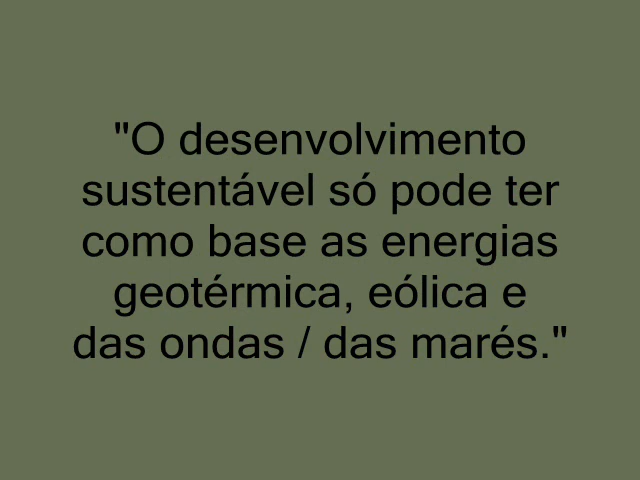 "O desenvolvimento
sustentável só pode ter
como base as energias
geotérmica, eólica e
das ondas / das marés."